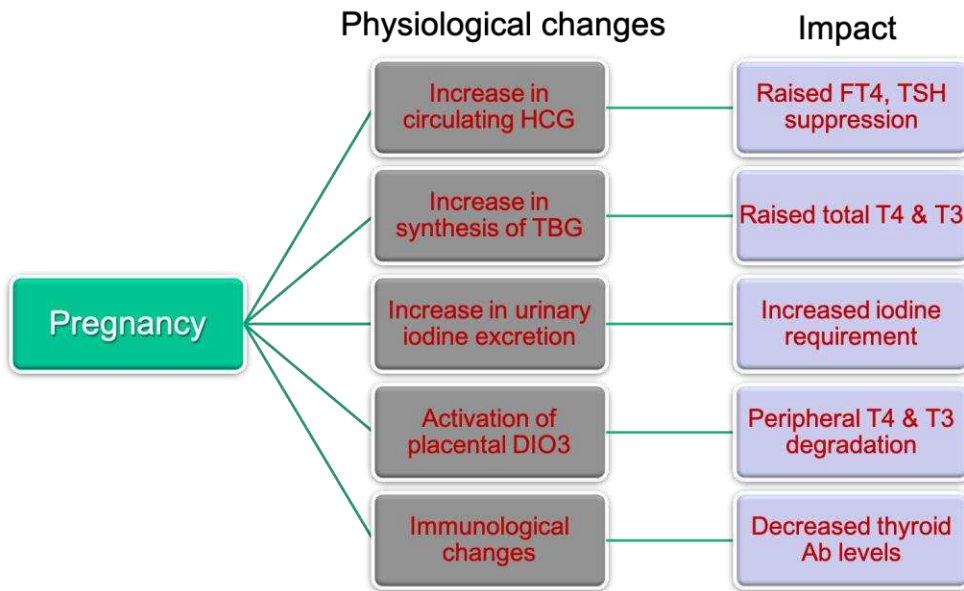 Physiological changes
Impact
Increase in
circulating HCG
Raised FT4, TSH
suppression
Increase in
synthesis of TBG
Raised total T4 & T3
Pregnancy
Increase in urinary
iodine excretion
Increased iodine
requirement
Activation of
placental DIO3
Peripheral T4 & T3
degradation
Immunological
changes
Decreased thyroid
Ab levels